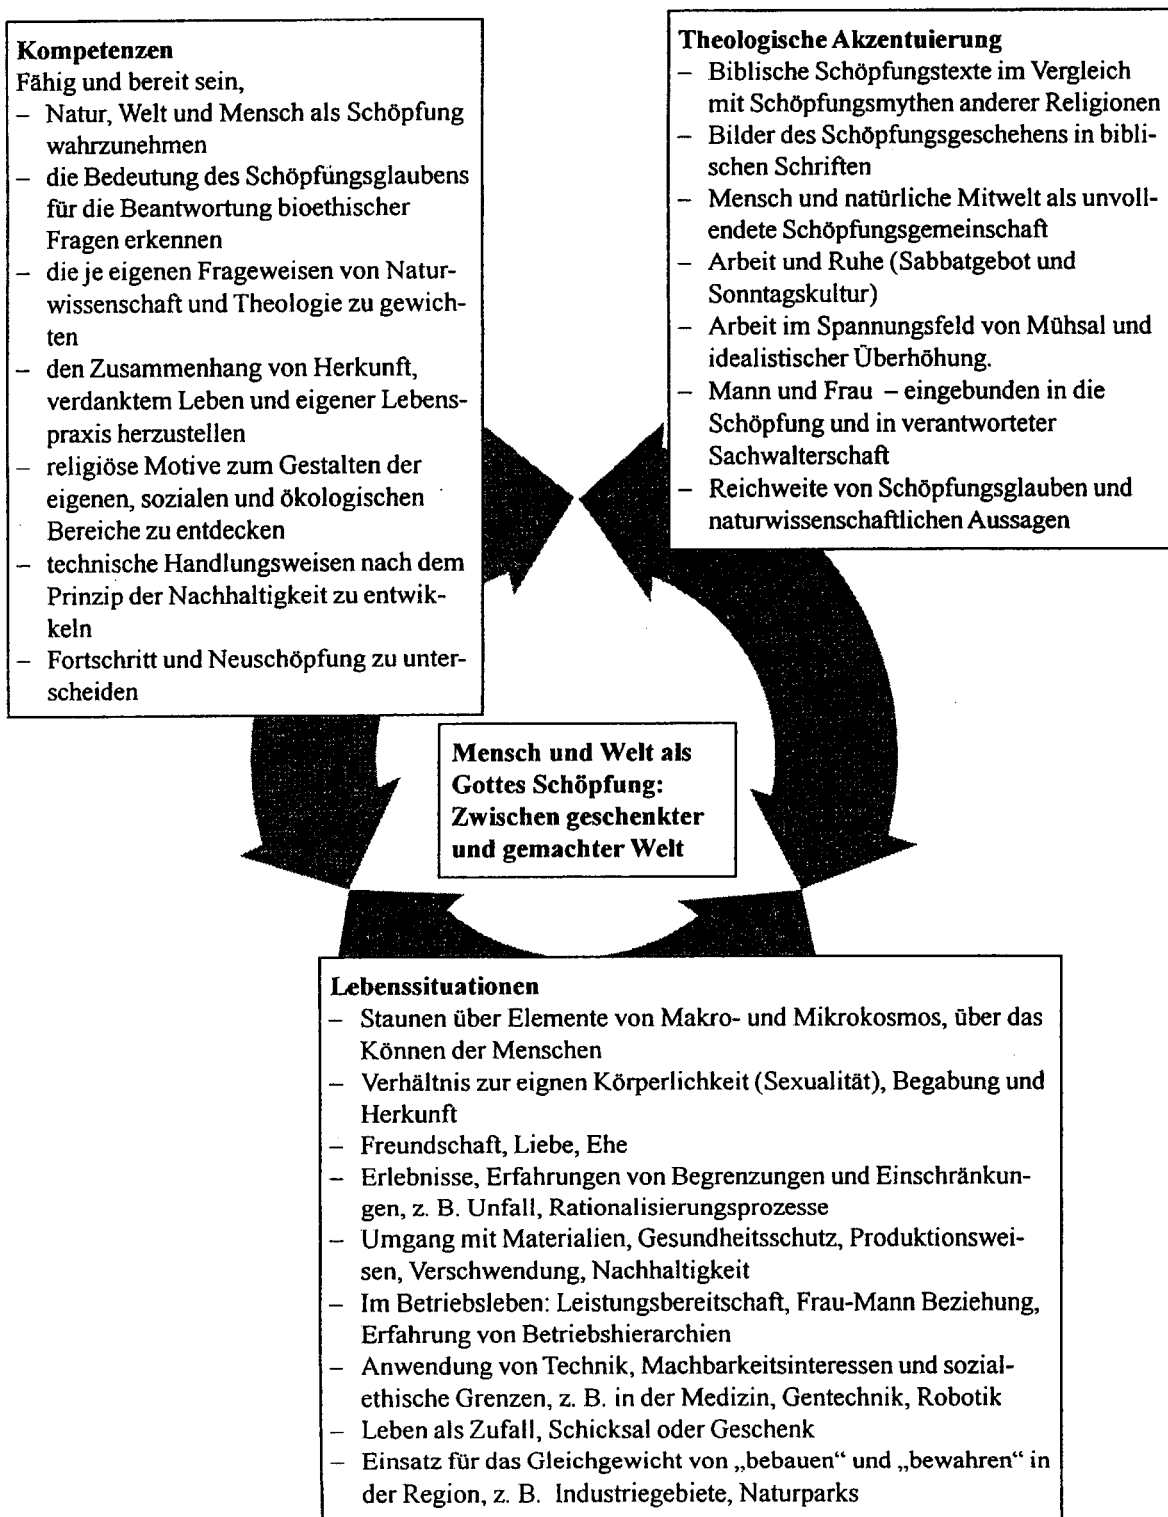 Kompetenzen
Fähig und bereit sein,
– Natur, Welt und Mensch als Schöpfung
wahrzunehmen
– die Bedeutung des Schöpfungsglaubens
für die Beantwortung bioethischer
Fragen erkennen
– die je eigenen Frageweisen von Natur-
wissenschaft und Theologie zu gewich-
ten
– den Zusammenhang von Herkunft,
verdanktem Leben und eigener Lebens-
praxis herzustellen
– religiöse Motive zum Gestalten der
eigenen, sozialen und ökologischen
Bereiche zu entdecken
– technische Handlungsweisen nach dem
Prinzip der Nachhaltigkeit zu entwik-
keln
– Fortschritt und Neuschöpfung zu unter-
scheiden
Theologische Akzentuierung
– Biblische Schöpfungstexte im Vergleich
mit Schöpfungsmythen anderer Religionen
– Bilder des Schöpfungsgeschehens in bibli-
schen Schriften
– Mensch und natürliche Mitwelt als unvoll-
endete Schöpfungsgemeinschaft
– Arbeit und Ruhe (Sabbatgebot und
Sonntagskultur)
– Arbeit im Spannungsfeld von Mühsal und
idealistischer Überhöhung.
– Mann und Frau – eingebunden in die
Schöpfung und in verantworteter
Sachwalterschaft
– Reichweite von Schöpfungsglauben und
naturwissenschaftlichen Aussagen
Mensch und Welt als
Gottes Schöpfung:
Zwischen geschenkter
und gemachter Welt
Lebenssituationen
– Staunen über Elemente von Makro- und Mikrokosmos, über das
Können der Menschen
– Verhältnis zur eignen Körperlichkeit (Sexualität), Begabung und
Herkunft
– Freundschaft, Liebe, Ehe
– Erlebnisse, Erfahrungen von Begrenzungen und Einschränkun-
gen, z. B. Unfall, Rationalisierungsprozesse
– Umgang mit Materialien, Gesundheitsschutz, Produktionswei-
sen, Verschwendung, Nachhaltigkeit
– Im Betriebsleben: Leistungsbereitschaft, Frau-Mann Beziehung,
Erfahrung von Betriebshierarchien
– Anwendung von Technik, Machbarkeitsinteressen und sozial-
ethische Grenzen, z. B. in der Medizin, Gentechnik, Robotik
– Leben als Zufall, Schicksal oder Geschenk
– Einsatz für das Gleichgewicht von „bebauen“ und „bewahren“ in
der Region, z. B. Industriegebiete, Naturparks